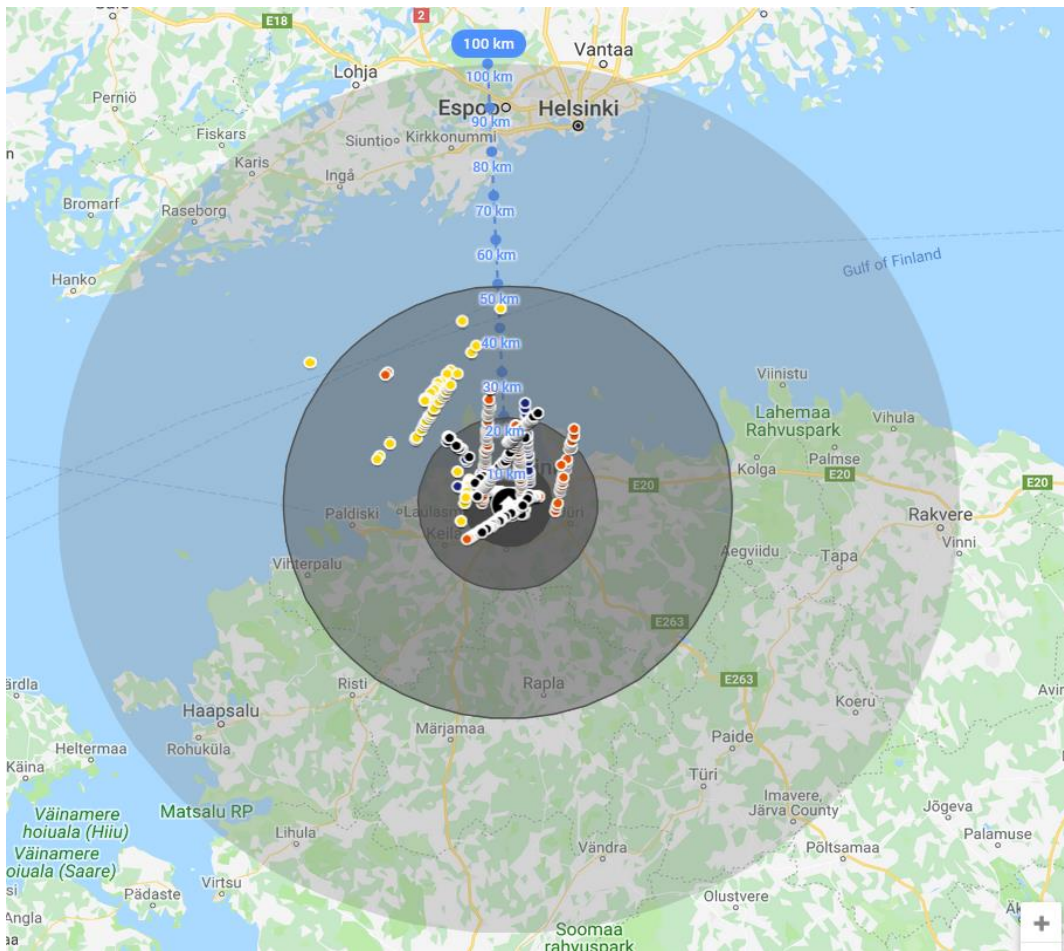 E18
2
100 km
Vantaa
Lohja
100 km
Perniö
Espoo
Helsinki
90 km
Fiskars
Siuntio
Kirkkonummi
Karis
Ingå
80 km
Bromarf
Raseborg
70 km
60 km
Gulf of Finland
Hanko
50 km
40 km
30 km
Viinistu
20 km
Lahemaa
Rahvuspark
Vihula
Palmse
Kolga
10 km
E20
E20
Paldiski
Rakvere
Vinni
Aegviidu
Tapa
Vihterpalu
E263
E263
Risti
Rapla
Koeru
Haapsalu
Märjamaa
Paide
Rohuküla
Heltermaa
Käina
Türi
Matsalu RP
Imavere,
Järva County
Jõgeva
Väinamere
hoiuala (Hiiu)
Lihula
Palamuse
Väinamere
oiuala (Saare)
Vändra
Põltsamaa
Pädaste
Virtsu
Olustvere
Angla
Soomaa
rahvuspark
+